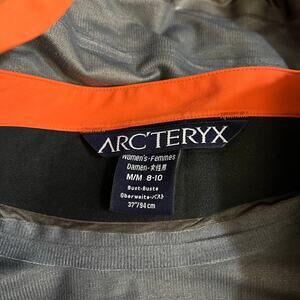 ARC'TERYX
Women's-Femmes
Damen-女性用
M/M 8-10
Bust-Buste
Oberweite-バスト
37"/94cm